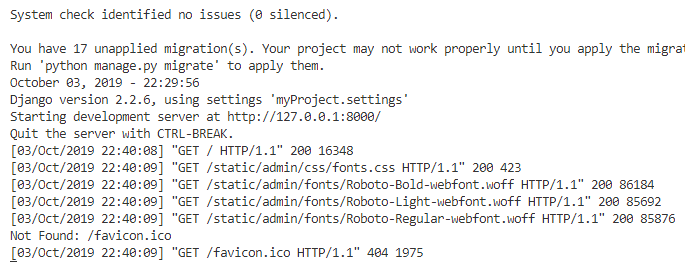 System check identified no issues (0 silenced).
You have 17 unapplied migration(s). Your project may not work properly until you apply the migrat
Run 'python manage.py migrate' to apply them.
October 03, 2019 - 22:29:56
Django version 2.2.6, using settings 'myProject.settings'
Starting development server at http://127.0.0.1:8000/
Quit the server with CTRL-BREAK.
[03/Oct/2019 22:40:08] "GET / HTTP/1.1" 200 16348
[03/Oct/2019 22:40:09] "GET /static/admin/css/fonts.css HTTP/1.1" 200 423
[03/Oct/2019 22:40:09] "GET /static/admin/fonts/Roboto-Bold-webfont.woff HTTP/1.1" 200 86184
[03/Oct/2019 22:40:09] "GET /static/admin/fonts/Roboto-Light-webfont.woff HTTP/1.1" 200 85692
[03/Oct/2019 22:40:09] "GET /static/admin/fonts/Roboto-Regular-webfont.woff HTTP/1.1" 200 85876
Not Found: /favicon.ico
[03/Oct/2019 22:40:09] "GET /favicon.ico HTTP/1.1" 404 1975